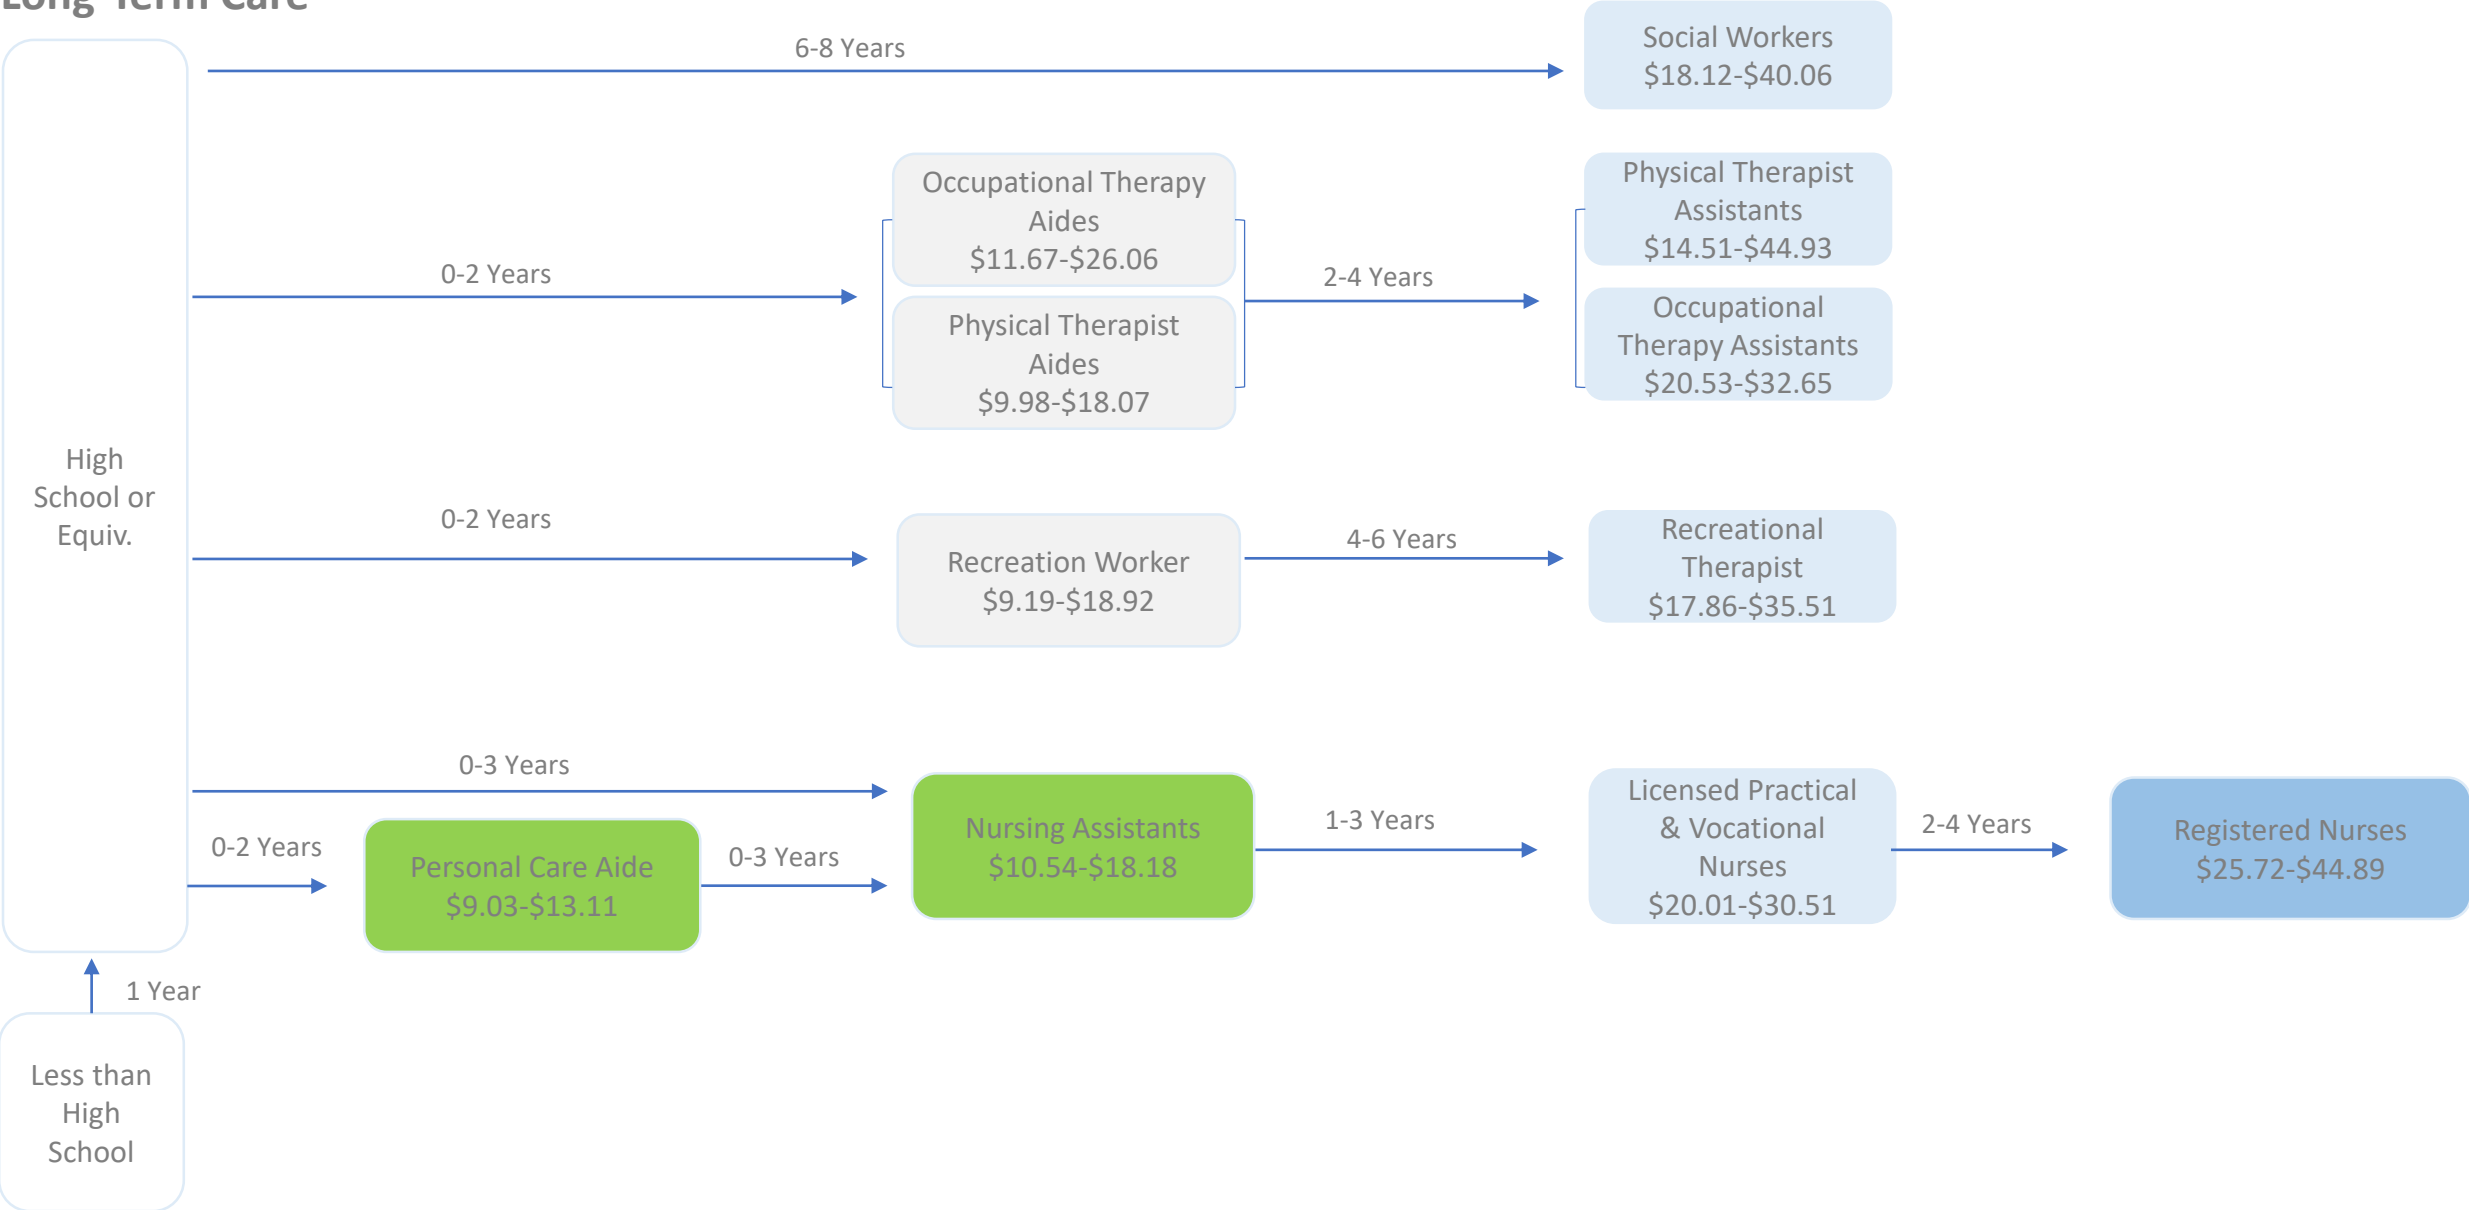 Long-Term Care
6-8 Years
Social Workers
$18.12-$40.06
Occupational Therapy
Aides
$11.67-$26.06
Physical Therapist
Aides
$9.98-$18.07
0-2 Years
2-4 Years
Physical Therapist
Assistants
$14.51-$44.93
Occupational
Therapy Assistants
$20.53-$32.65
High
School or
Equiv.
0-2 Years
Recreation Worker
$9.19-$18.92
4-6 Years
Recreational
Therapist
$17.86-$35.51
0-3 Years
0-2 Years
Personal Care Aide
$9.03-$13.11
0-3 Years
Nursing Assistants
$10.54-$18.18
1-3 Years
Licensed Practical
& Vocational
Nurses
$20.01-$30.51
2-4 Years
Registered Nurses
$25.72-$44.89
1 Year
Less than
High
School